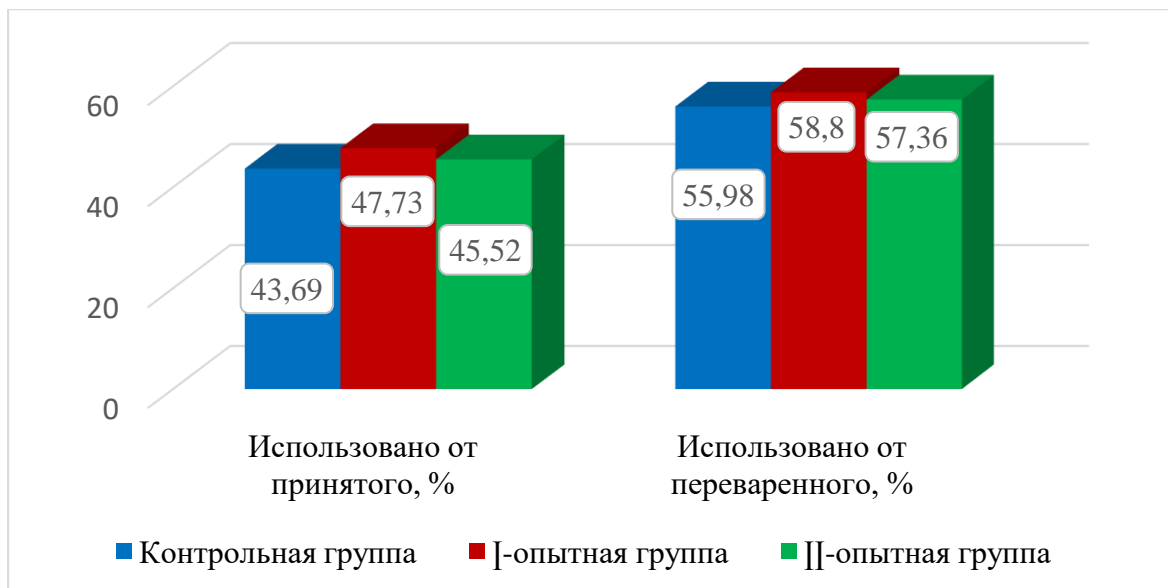 60
40
20
0
43,69
47,73
45,52
55,98
58,8
57,36
Использовано от
принятого, %
Использовано от
переваренного, %
Контрольная группа
I-опытная группа
II-опытная группа